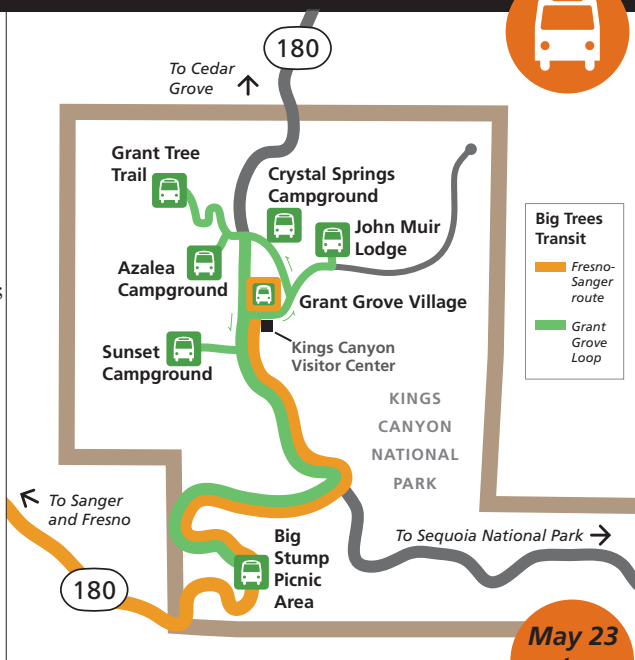 180
To Cedar
Grove
Grant Tree
Trail
Crystal Springs
Campground
John Muir
Lodge
Azalea
Campground
Grant Grove Village
Sunset
Campground
Kings Canyon
Visitor Center
KINGS
CANYON
NATIONAL
PARK
Big Trees
Transit
Fresno-
Sanger
route
Grant
Grove
Loop
To Sanger
and Fresno
To Sequoia National Park
Big
Stump
Picnic
Area
180
May 23